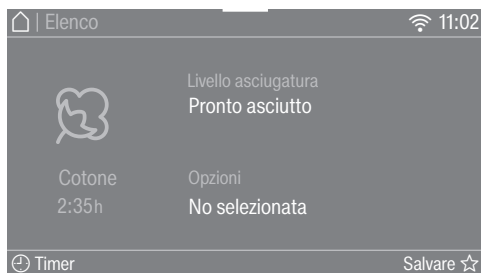 | Elenco
11:02
Livello asciugatura
Pronto asciutto
Cotone
2:35h
Opzioni
No selezionata
Timer
Salvare